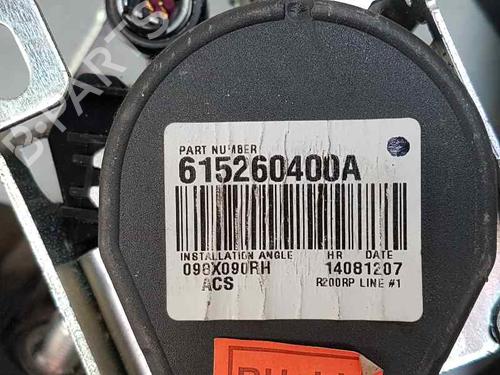 B-PARTS
PART NUMBER
615260400A
INSTALLATION ANGLE HR DATE
098X090RH 14081207
ACS R200RP LINE #1